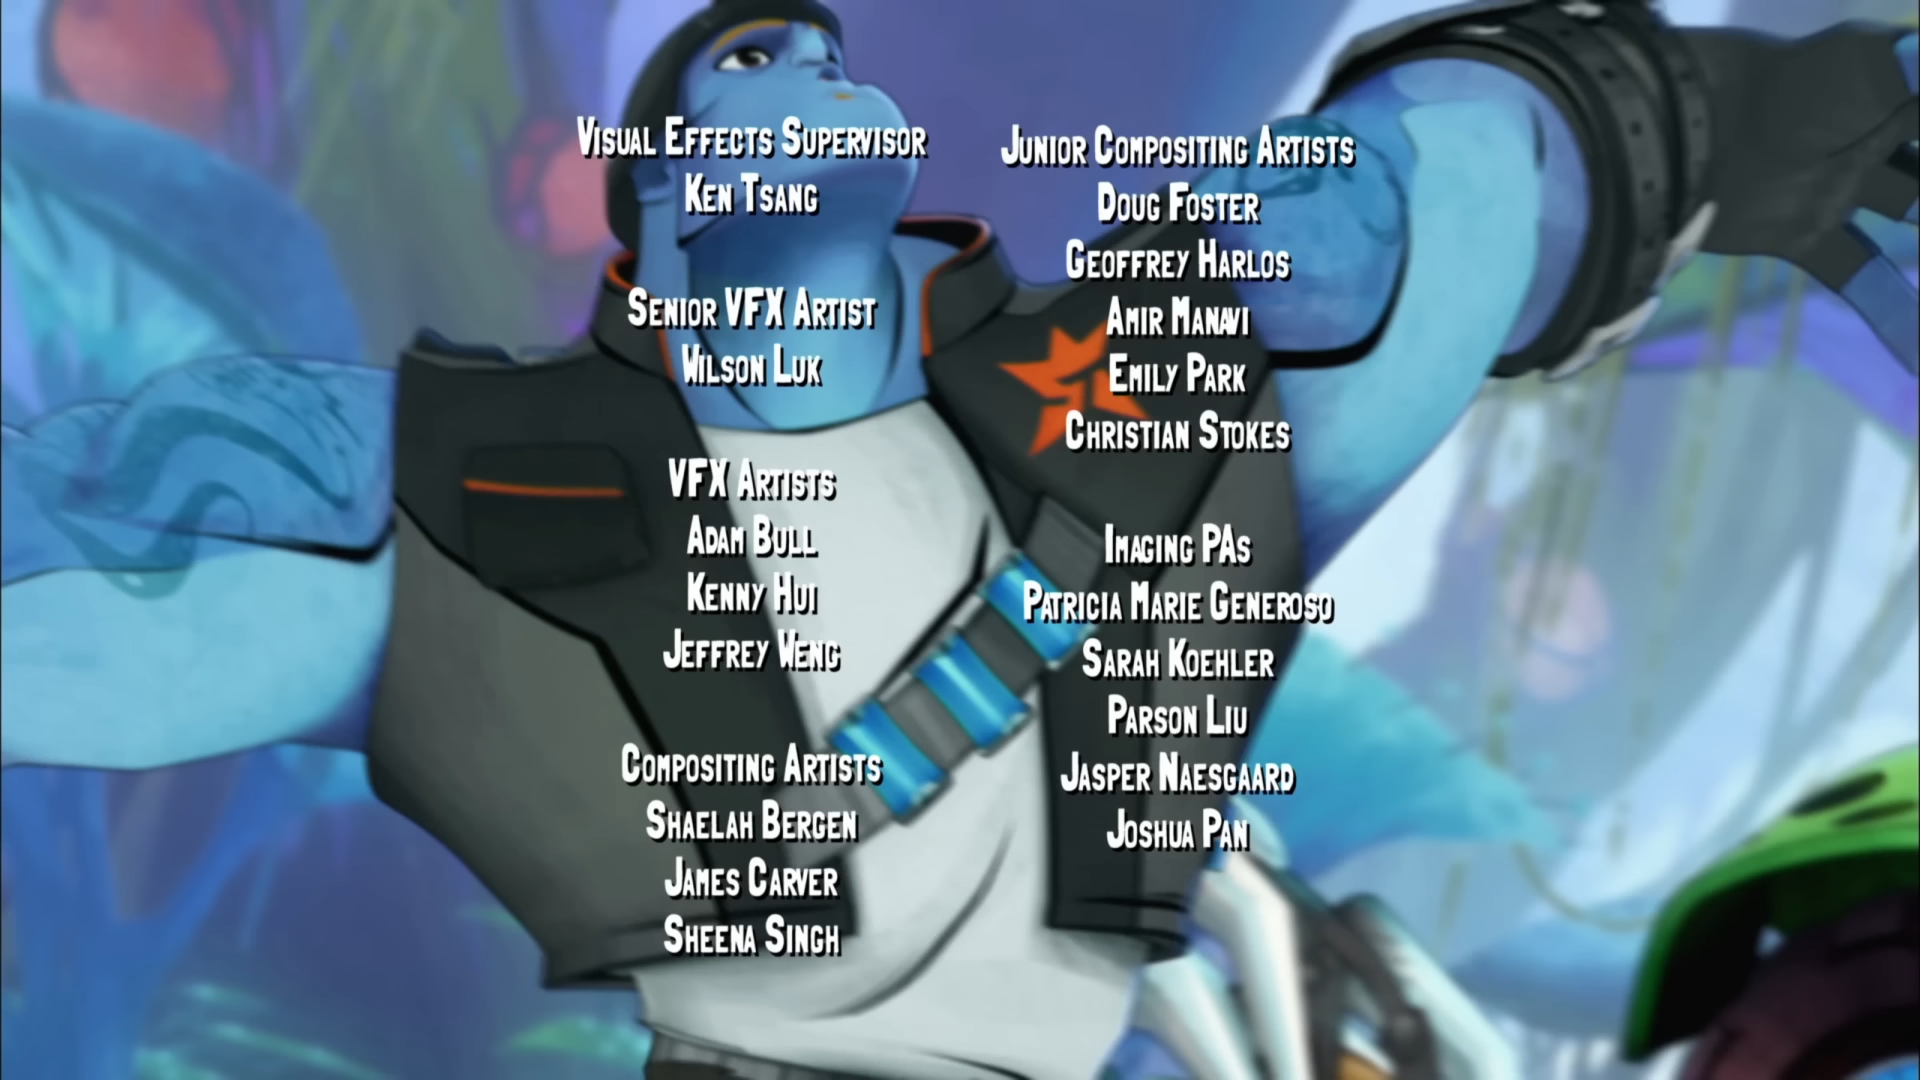 Visual Effects Supervisor
Ken Tsang
Senior VFX Artist
Wilson Luk
VFX Artists
Adam Bull
Kenny Hui
Jeffrey Weng
Compositing Artists
Shaelah Bergen
James Carver
Sheena Singh
Junior Compositing Artists
Doug Foster
Geoffrey Harlos
Amir Manavi
Emily Park
Christian Stokes
Imaging PAs
Patricia Marie Generoso
Sarah Koehler
Parson Liu
Jasper Naesgaard
Joshua Pan